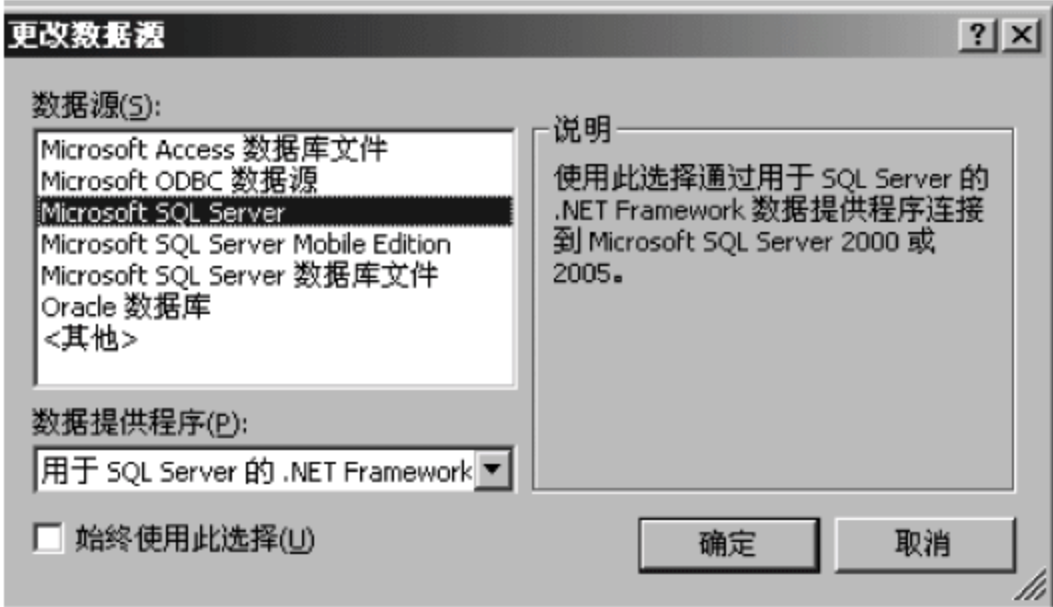 更改数据源
数据源(S):
Microsoft Access 数据库文件
Microsoft ODBC 数据源
Microsoft SQL Server
Microsoft SQL Server Mobile Edition
Microsoft SQL Server 数据库文件
Oracle 数据库
<其他>
数据提供程序(P):
用于 SQL Server 的 .NET Framework
始终使用此选择(U)
说明
使用此选择通过用于 SQL Server 的
.NET Framework 数据提供程序连接
到 Microsoft SQL Server 2000 或
2005。
确定
取消